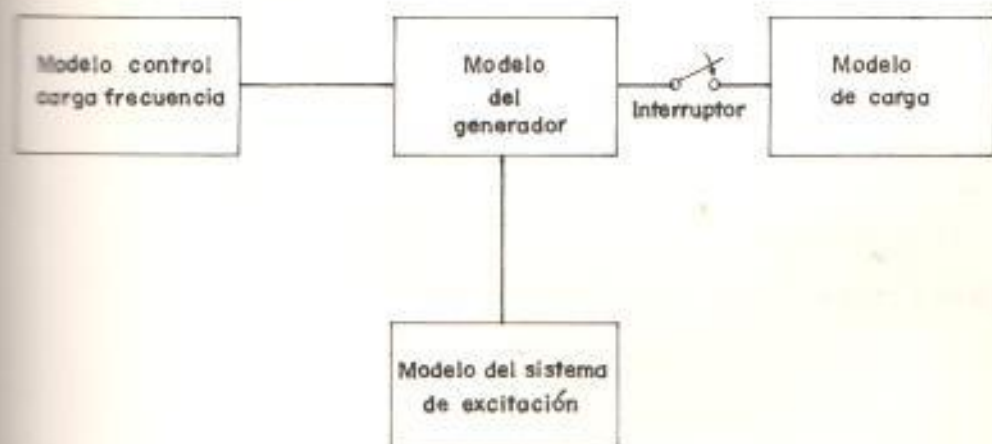 Modelo control
carga frecuencia
Modelo
del
generador
Interruptor
Modelo
de carga
Modelo del sistema
de excitación